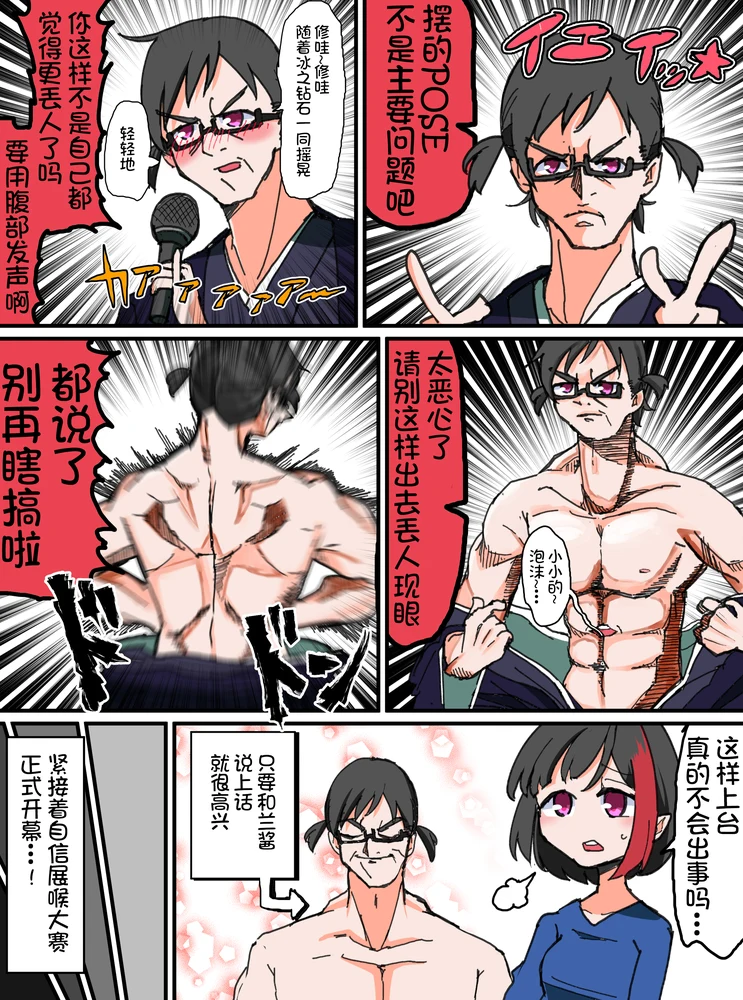 イエイッ☆
摆的POSE
不是主要问题吧
修哇~修哇
随着冰之钻石一同摇晃
轻轻地
你这样不是自己都
觉得更丢人了吗
要用腹部发声啊
カアアァァアー
太恶心了
请别这样出去丢人现眼
小小的~
泡沫~…
都说了
别再瞎搞啦
ドドン
这样上台
真的不会出事吗…
只要和兰酱
说上话
就很高兴
紧接着自信展喉大赛
正式开幕…!